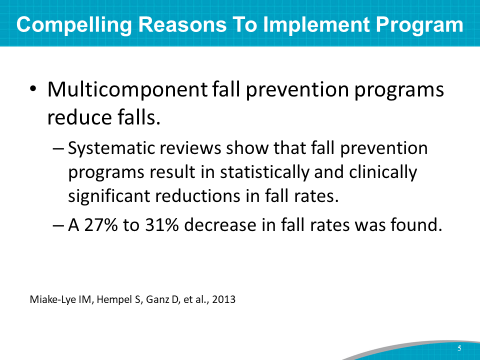 Compelling Reasons To Implement Program
• Multicomponent fall prevention programs
reduce falls.
– Systematic reviews show that fall prevention
programs result in statistically and clinically
significant reductions in fall rates.
– A 27% to 31% decrease in fall rates was found.
Miake-Lye IM, Hempel S, Ganz D, et al., 2013
5